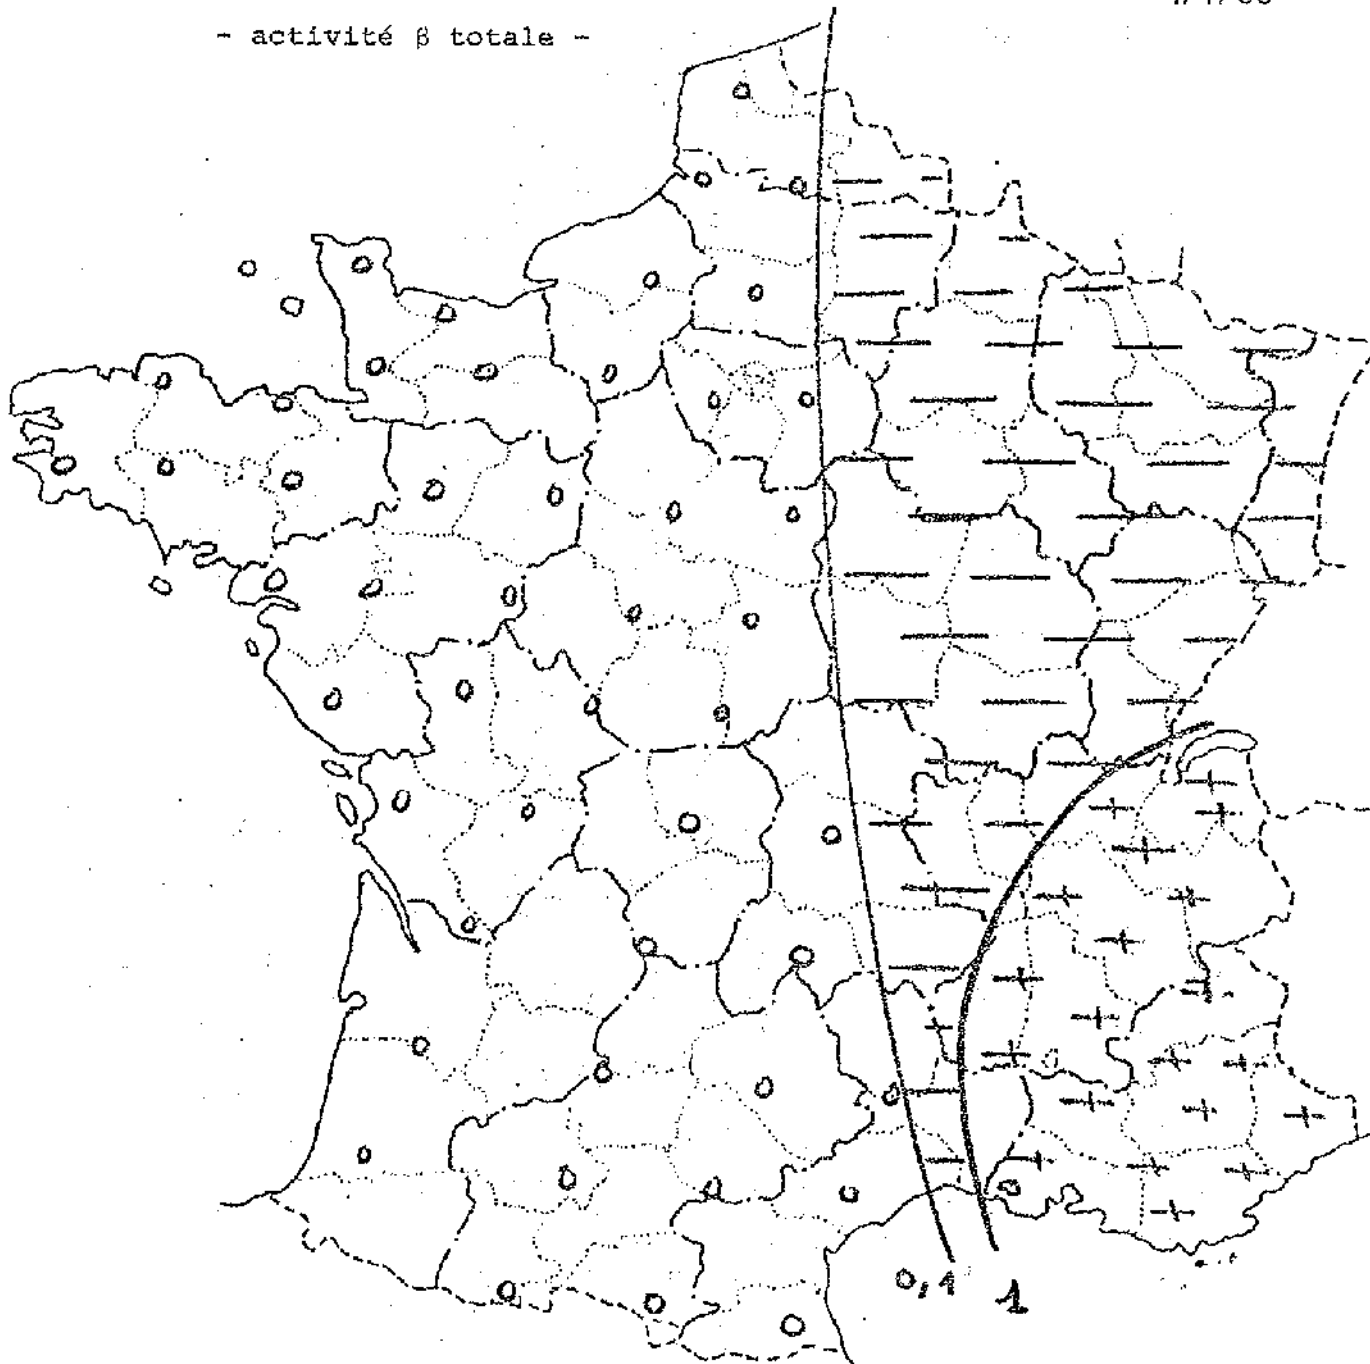 - activité β totale -
0,1
1